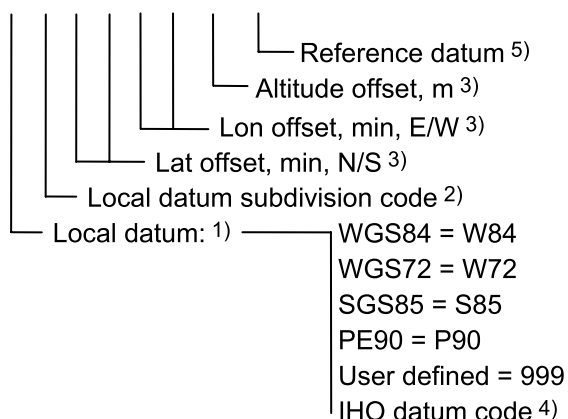 Reference datum 5)
Altitude offset, m 3)
Lon offset, min, E/W 3)
Lat offset, min, N/S 3)
Local datum subdivision code 2)
Local datum: 1) WGS84 = W84
WGS72 = W72
SGS85 = S85
PE90 = P90
User defined = 999
IHO datum code 4)